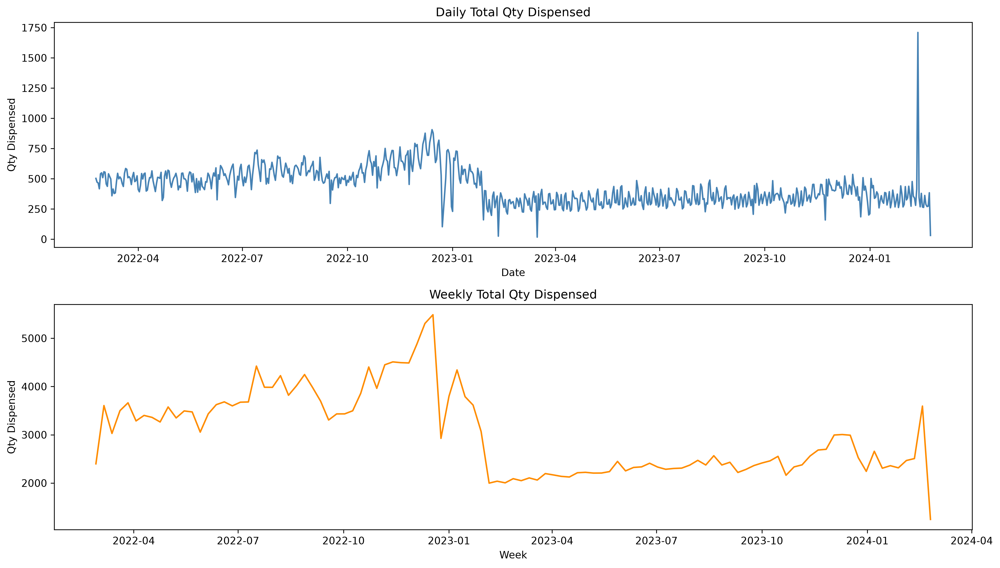 Daily Total Qty Dispensed
1750
1500
1250
1000
750
500
250
0
Qty Dispensed
2022-04 2022-07 2022-10 2023-01 2023-04 2023-07 2023-10 2024-01
Date
Weekly Total Qty Dispensed
5000
4000
3000
2000
Qty Dispensed
2022-04 2022-07 2022-10 2023-01 2023-04 2023-07 2023-10 2024-01 2024-04
Week